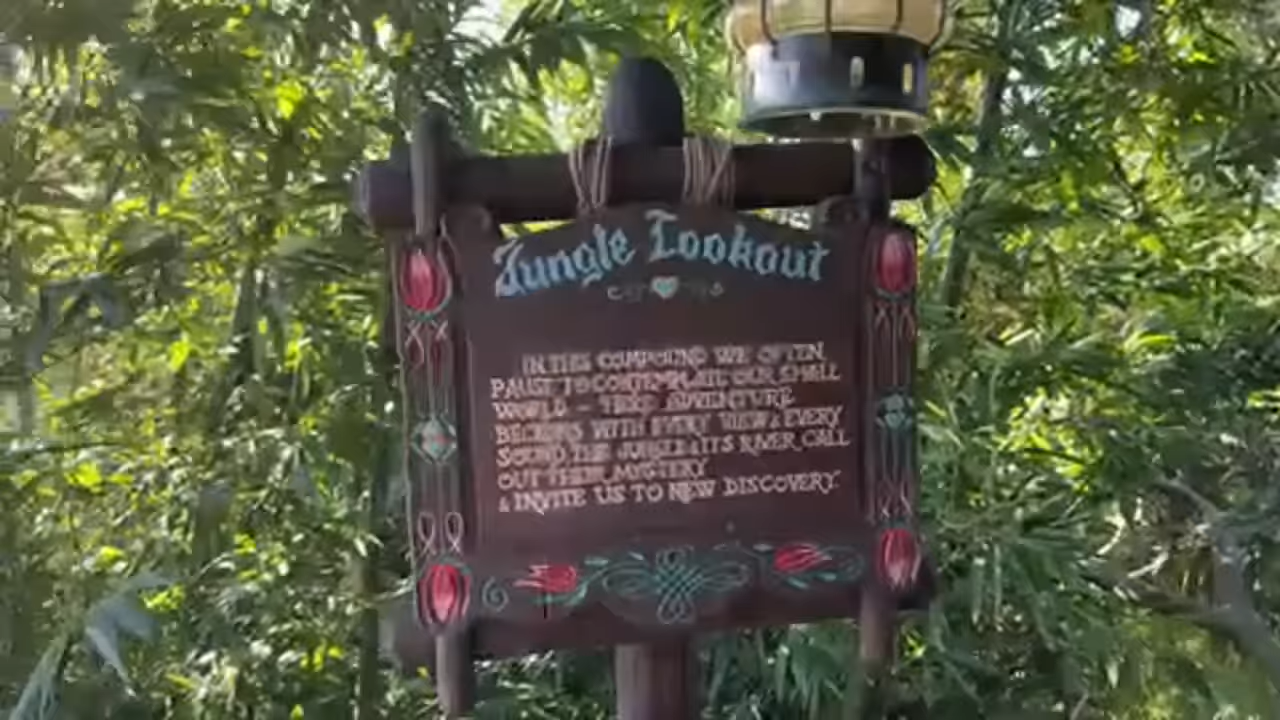 Jungle Lookout
IN THIS COMPOUND WE OFTEN
PAUSE TO CONTEMPLATE OUR SMALL
WORLD – HERE ADVENTURE
BECKONS WITH EVERY VIEW & EVERY
SOUND THE JUNGLE & ITS RIVER CALL
OUT THEIR MYSTERY
& INVITE US TO NEW DISCOVERY.